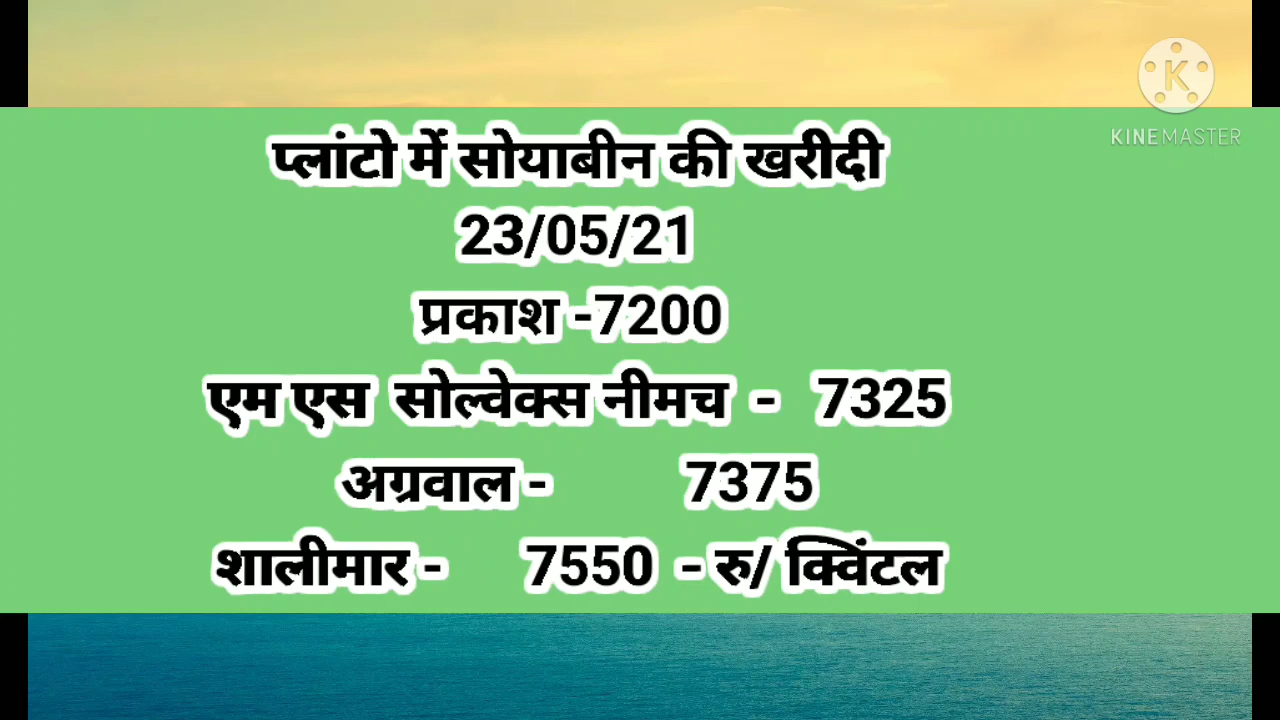 K
KINEMASTER
प्लांटो में सोयाबीन की खरीदी
23/05/21
प्रकाश -7200
एम एस सोल्वेक्स नीमच - 7325
अग्रवाल - 7375
शालीमार - 7550 - रु/ क्विंटल